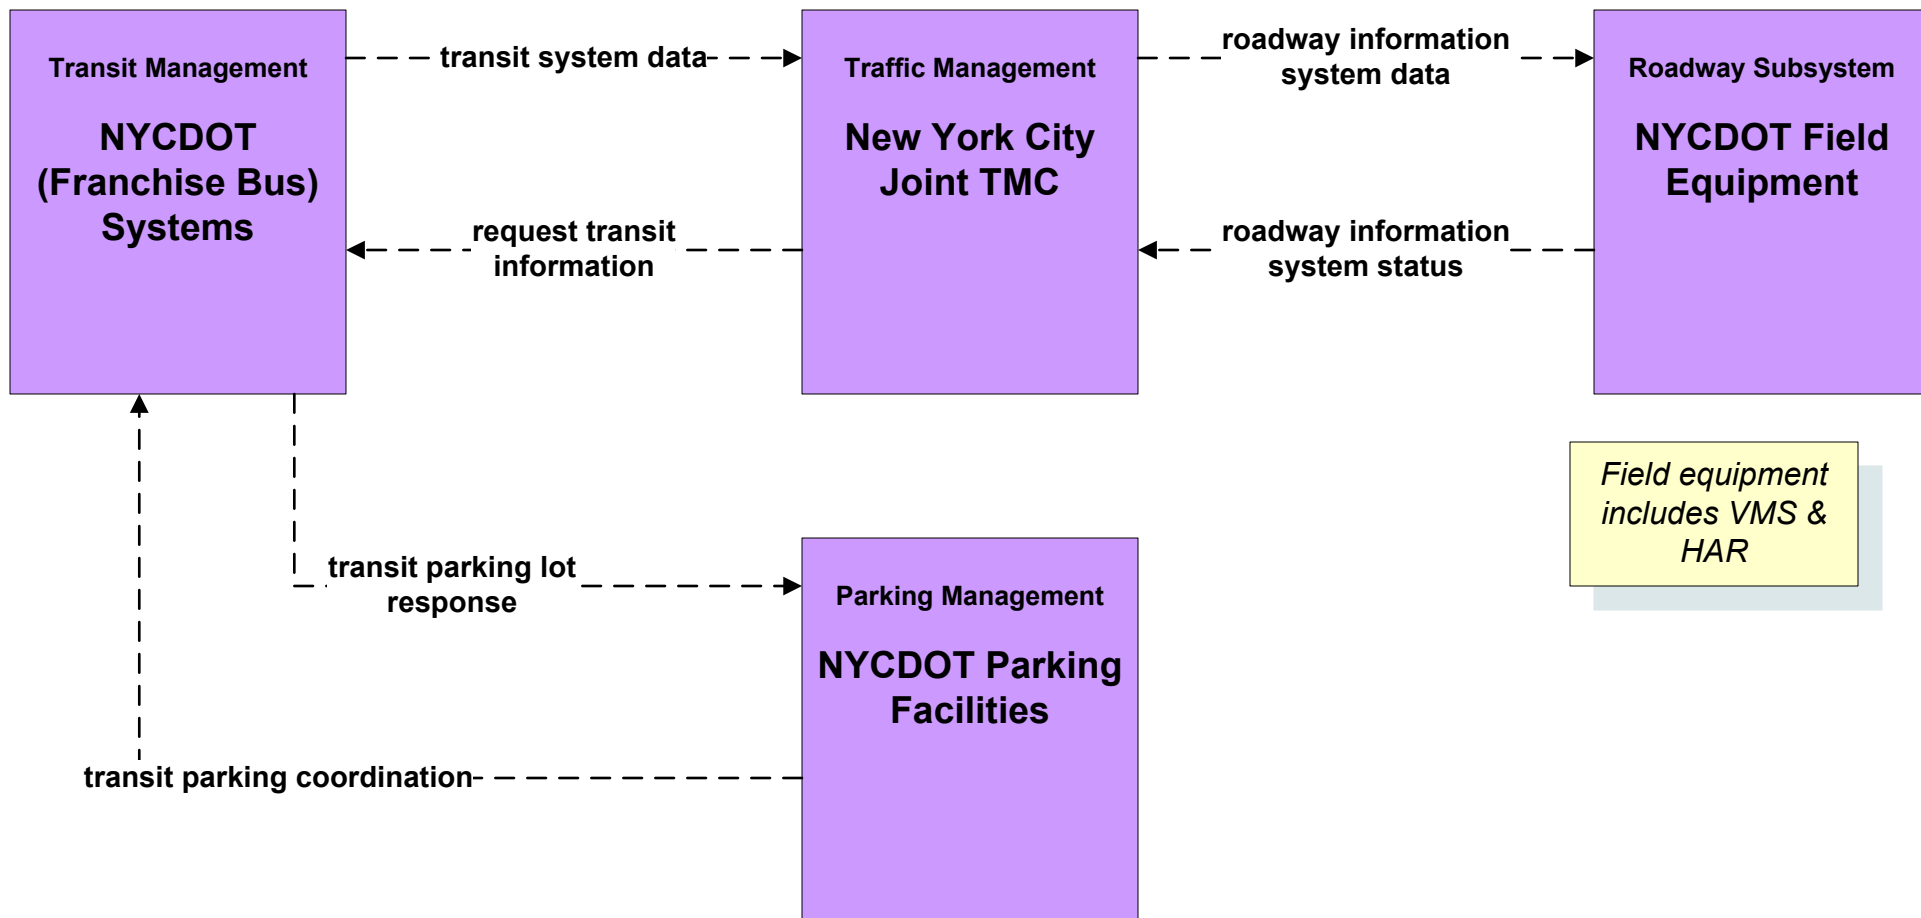 Transit Management
NYCDOT
(Franchise Bus)
Systems
transit system data
request transit
information
Traffic Management
New York City
Joint TMC
roadway information
system data
roadway information
system status
Roadway Subsystem
NYCDOT Field
Equipment
Field equipment
includes VMS &
HAR
transit parking lot
response
Parking Management
NYCDOT Parking
Facilities
transit parking coordination